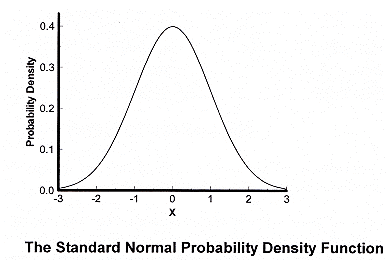 0.4
0.3
0.2
0.1
0.0
Probability Density
-3 -2 -1 0 1 2 3
X
The Standard Normal Probability Density Function